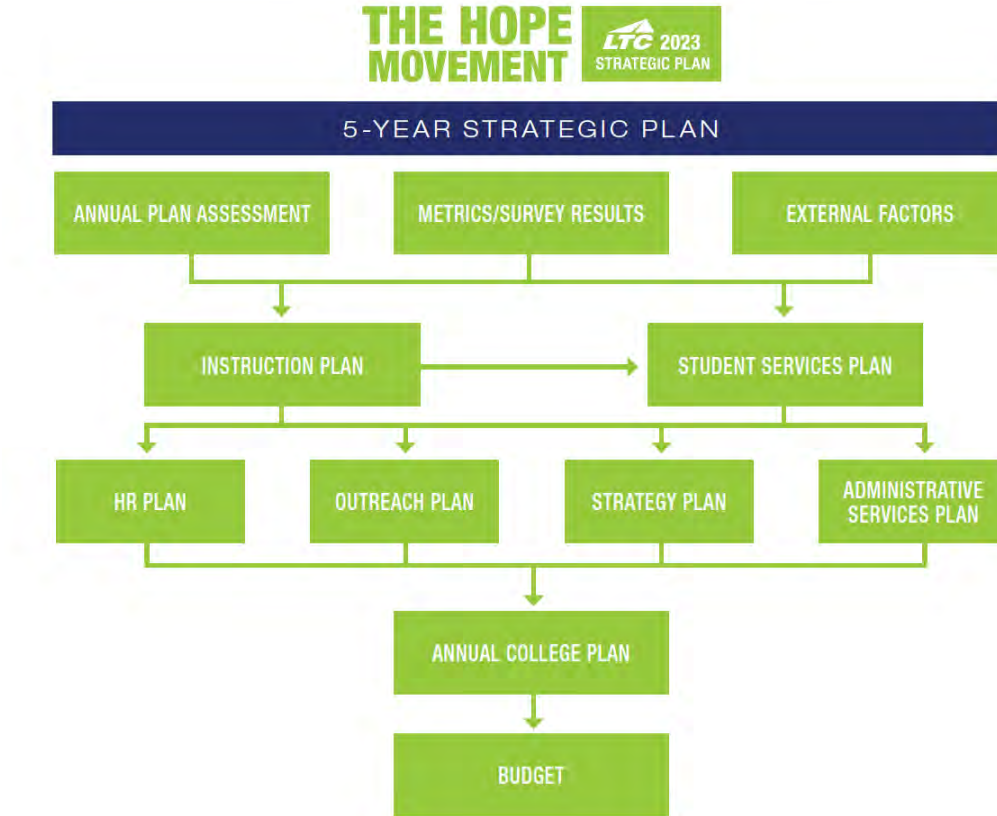 THE HOPE
MOVEMENT
LTC 2023
STRATEGIC PLAN
5-YEAR STRATEGIC PLAN
ANNUAL PLAN ASSESSMENT
METRICS/SURVEY RESULTS
EXTERNAL FACTORS
INSTRUCTION PLAN
STUDENT SERVICES PLAN
HR PLAN
OUTREACH PLAN
STRATEGY PLAN
ADMINISTRATIVE
SERVICES PLAN
ANNUAL COLLEGE PLAN
BUDGET